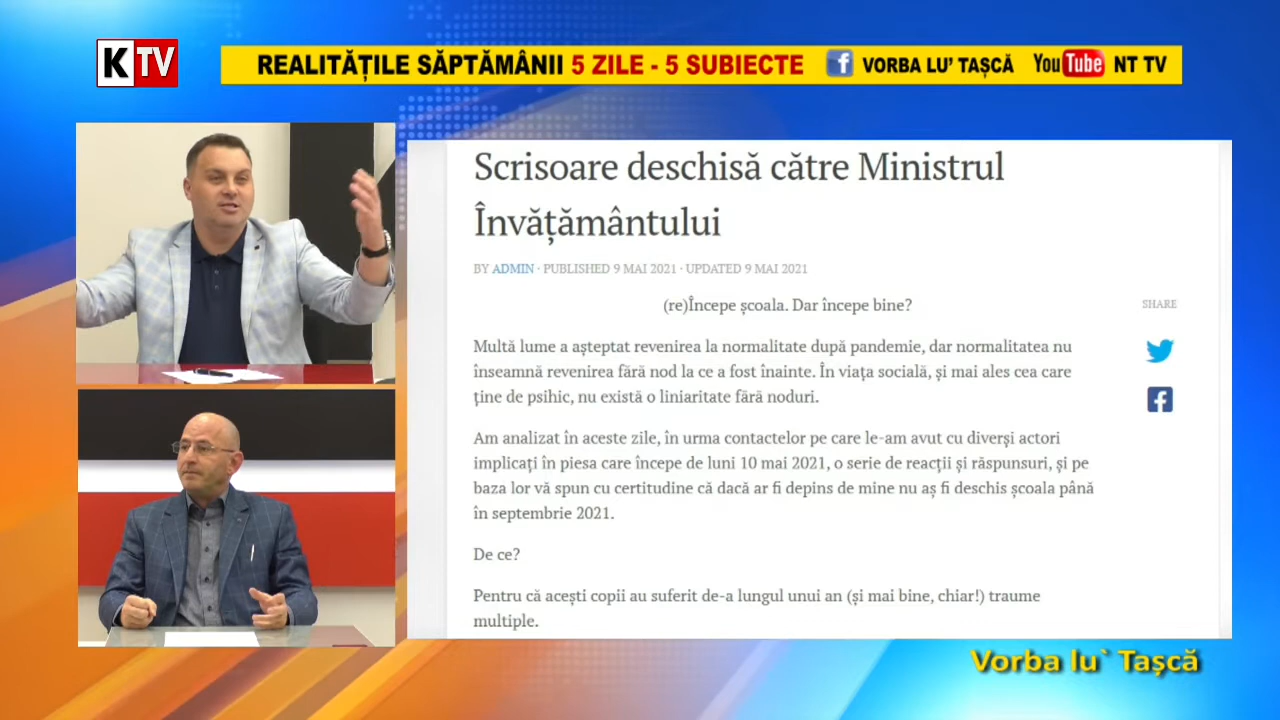 KTV
REALITĂȚILE SĂPTĂMÂNII 5 ZILE - 5 SUBIECTE f VORBA LU' TAȘCĂ YouTube NT TV
Scrisoare deschisă către Ministrul
Învățământului
BY ADMIN · PUBLISHED 9 MAI 2021 · UPDATED 9 MAI 2021
(re)Începe școala. Dar începe bine?
SHARE
Multă lume a așteptat revenirea la normalitate după pandemie, dar normalitatea nu
înseamnă revenirea fără nod la ce a fost înainte. În viața socială, și mai ales cea care
ține de psihic, nu există o liniaritate fără noduri.
Am analizat în aceste zile, în urma contactelor pe care le-am avut cu diverși actori
implicați în piesa care începe de luni 10 mai 2021, o serie de reacții și răspunsuri, și pe
baza lor vă spun cu certitudine că dacă ar fi depins de mine nu aș fi deschis școala până
în septembrie 2021.
De ce?
Pentru că acești copii au suferit de-a lungul unui an (și mai bine, chiar!) traume
multiple.
Vorba lu` Tașcă